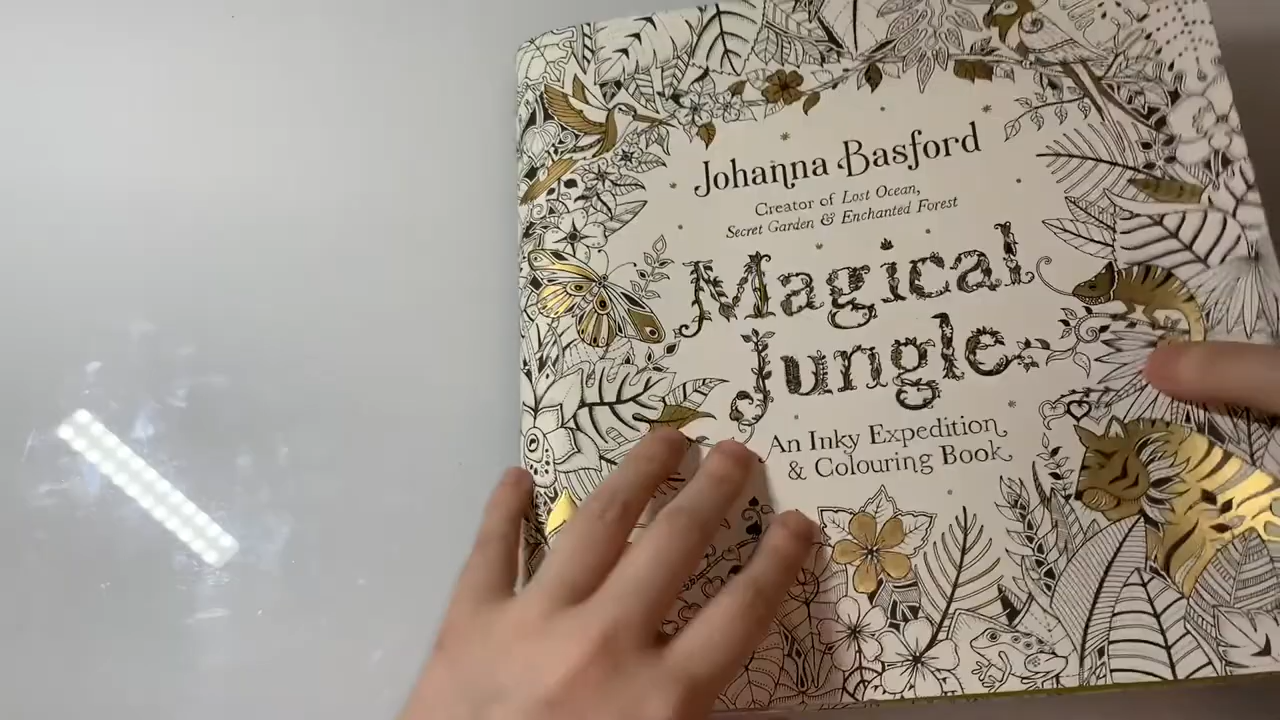 Johanna Basford
Creator of Lost Ocean,
Secret Garden & Enchanted Forest
Magical
Jungle
An Inky Expedition
& Colouring Book